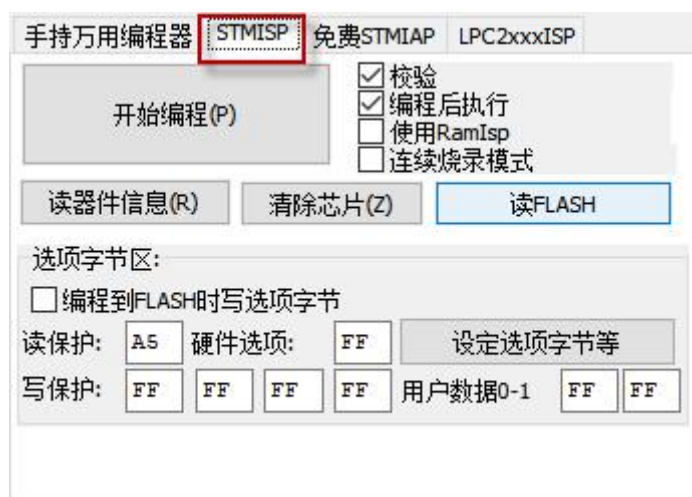 手持万用编程器 STMISP 免费STMIAP LPC2xxxISP
开始编程(P)
校验
编程后执行
使用RamIsp
连续烧录模式
读器件信息(R) 清除芯片(Z) 读FLASH
选项字节区:
编程到FLASH时写选项字节
读保护: A5 硬件选项: FF 设定选项字节等
写保护: FF FF FF FF 用户数据0-1 FF FF